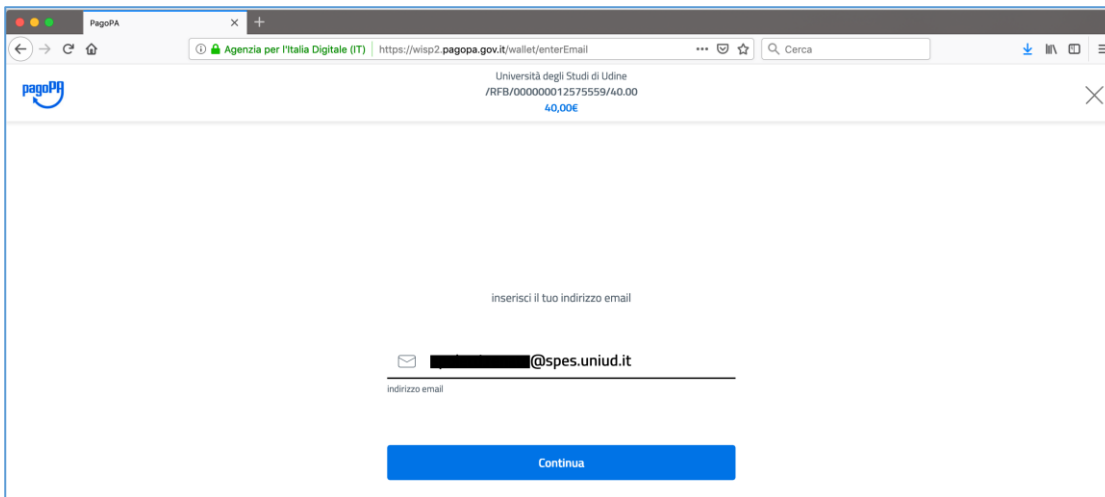 PagoPA
Agenzia per l'Italia Digitale (IT) https://wisp2.pagopa.gov.it/wallet/enterEmail
Cerca
pagoPA
Università degli Studi di Udine
/RFB/000000012575559/40.00
40,00€
inserisci il tuo indirizzo email
@spes.uniud.it
indirizzo email
Continua